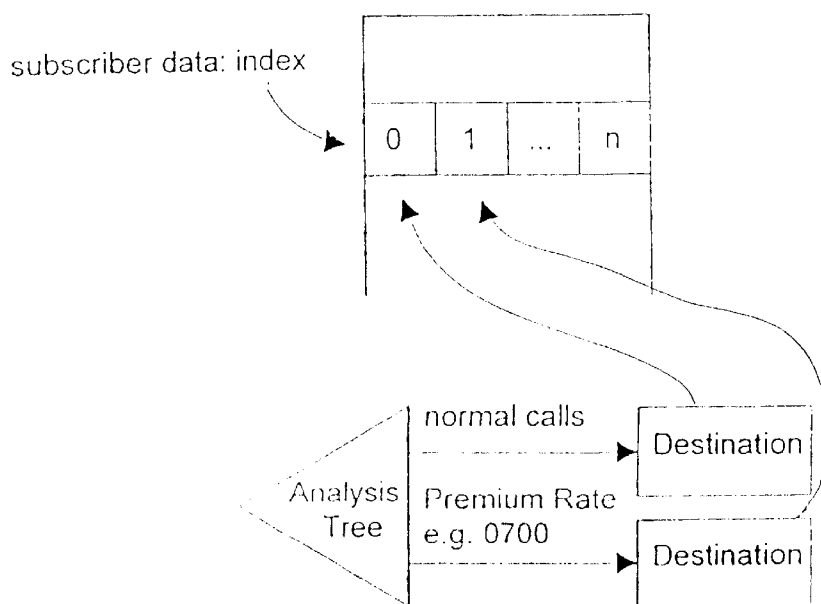 subscriber data: index
0 1 ... n
normal calls
Destination
Analysis
Tree
Premium Rate
e.g. 0700
Destination